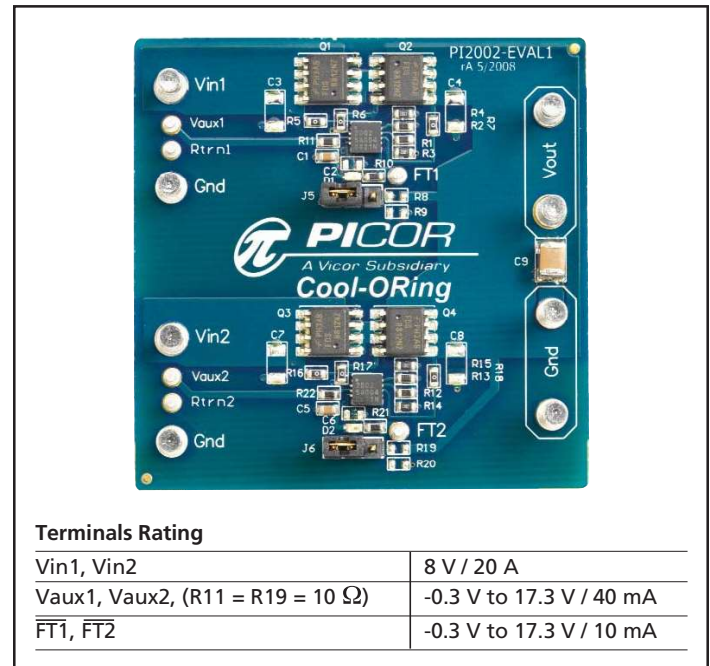 Q1 Q2
PI2002-EVAL1
rA 5/2008
Vin1
C3 C4
R6 R4
R5 R2 R7
Vaux1
R11 R1
Rtrn1 C1 R3
C2 R10
D1 FT1
Gnd
J5 R8
R9
Vout
π PICOR
A Vicor Subsidiary
Cool-ORing
C9
Q3 Q4
Vin2
C7 C8
R17 R15
R16 R13 R18
Vaux2
R22 R12
Rtrn2 C5 R14
C6 R21
D2 FT2
Gnd
J6 R19
R20
Gnd
Terminals Rating
Vin1, Vin2 8 V / 20 A
Vaux1, Vaux2, (R11 = R19 = 10 Ω) -0.3 V to 17.3 V / 40 mA
FT1, FT2 -0.3 V to 17.3 V / 10 mA